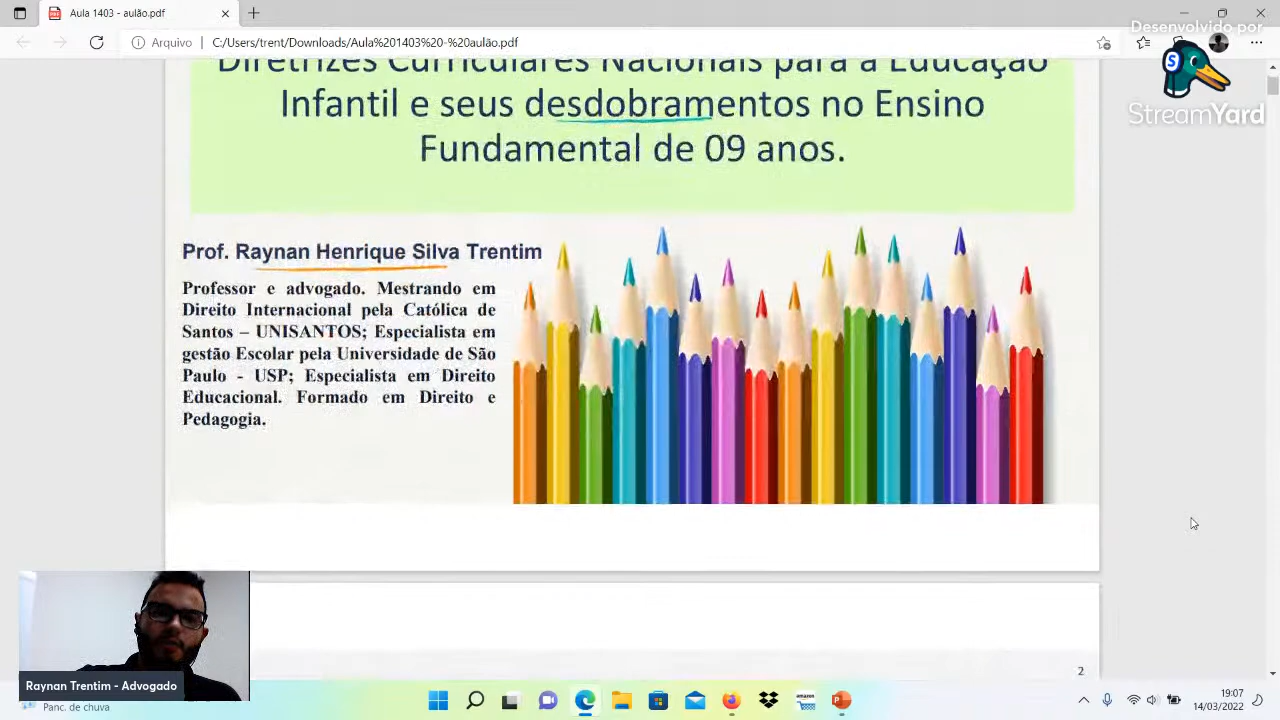 Aula 1403 - aulão.pdf
Desenvolvido por
Arquivo
C:/Users/trent/Downloads/Aula%201403%20-%20aulão.pdf
S
StreamYard
Diretrizes Curriculares Nacionais para a Educação
Infantil e seus desdobramentos no Ensino
Fundamental de 09 anos.
Prof. Raynan Henrique Silva Trentim
Professor e advogado. Mestrando em
Direito Internacional pela Católica de
Santos – UNISANTOS; Especialista em
gestão Escolar pela Universidade de São
Paulo - USP; Especialista em Direito
Educacional. Formado em Direito e
Pedagogia.
2
Raynan Trentim - Advogado
Panc. de chuva
amazon
14/03/2022